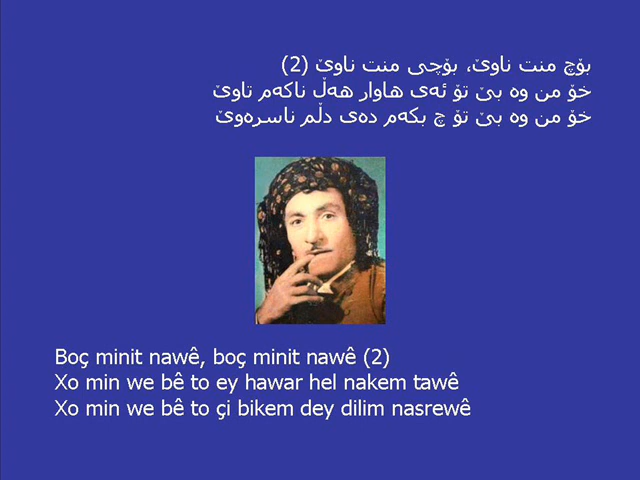 بۆچ منت ناوێ، بۆچی منت ناوێ (2)
خۆ من وه بێ تۆ ئەی هاوار هەڵ ناکەم تاوێ
خۆ من وه بێ تۆ چ بکەم دەی دڵم ناسرەوێ
Boç minit nawê, boç minit nawê (2)
Xo min we bê to ey hawar hel nakem tawê
Xo min we bê to çi bikem dey dilim nasrewê